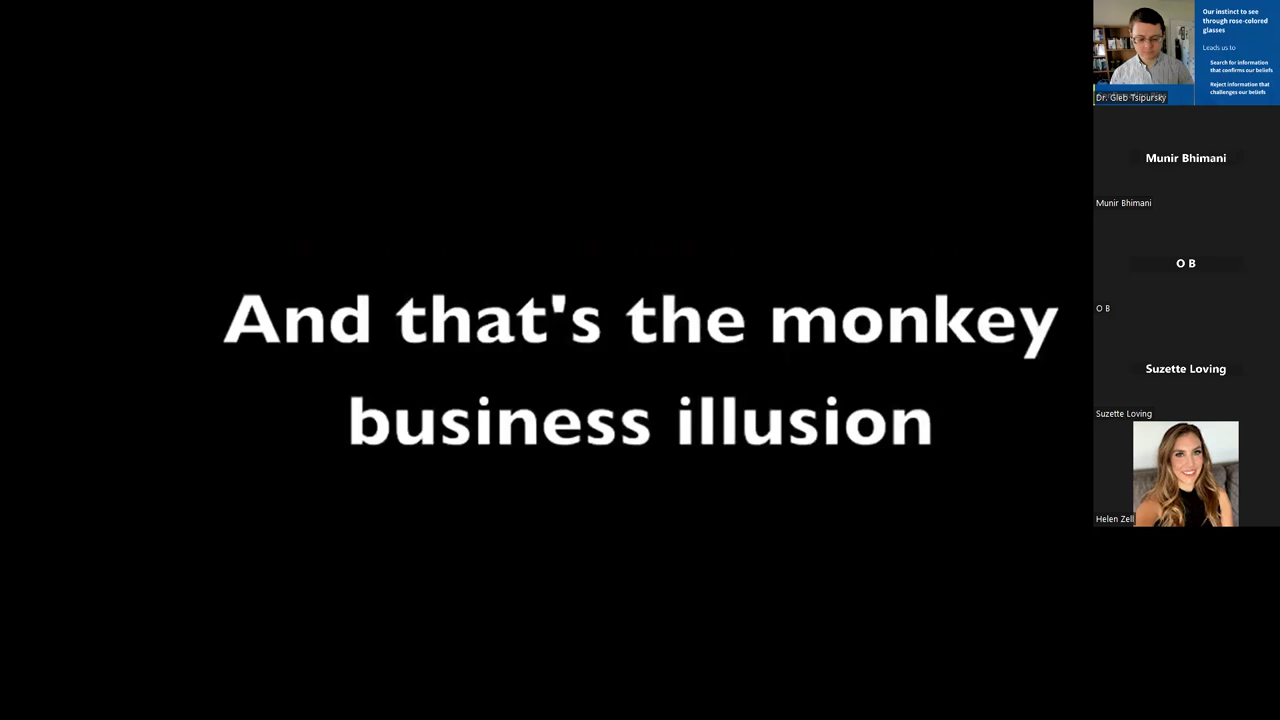 And that's the monkey
business illusion
Our instinct to see
through rose-colored
glasses
Leads us to
Search for information
that confirms our beliefs
Reject information that
challenges our beliefs
Dr. Gleb Tsipursky
Munir Bhimani
Munir Bhimani
O B
O B
Suzette Loving
Suzette Loving
Helen Zell